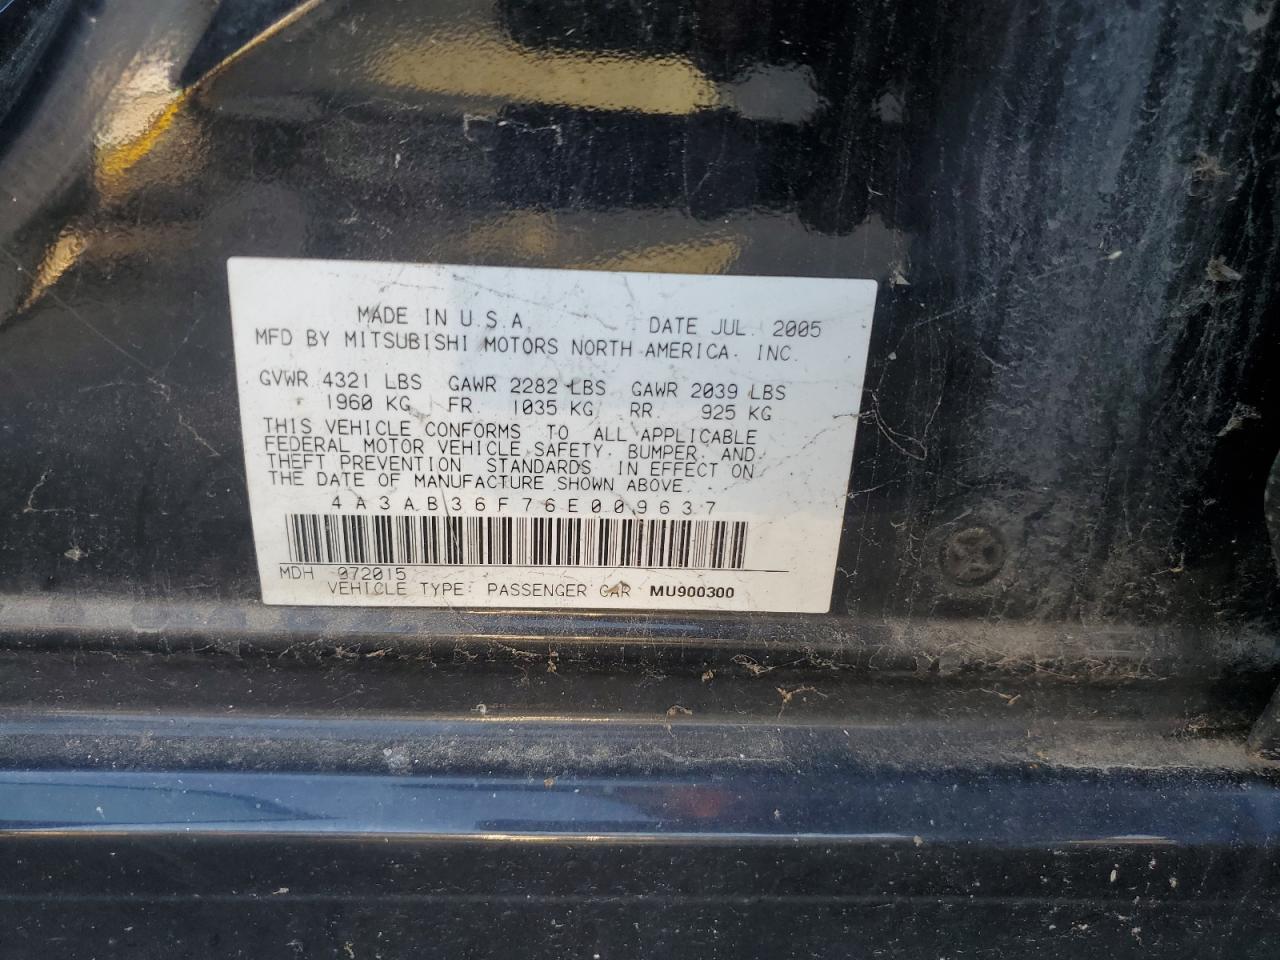 MADE IN U.S.A. DATE JUL. 2005
MFD BY MITSUBISHI MOTORS NORTH AMERICA. INC.
GVWR 4321 LBS GAWR 2282 LBS GAWR 2039 LBS
1960 KG FR. 1035 KG RR. 925 KG
THIS VEHICLE CONFORMS TO ALL APPLICABLE
FEDERAL MOTOR VEHICLE SAFETY, BUMPER, AND
THEFT PREVENTION STANDARDS IN EFFECT ON
THE DATE OF MANUFACTURE SHOWN ABOVE.
4A3AB36F76E009637
MDH 072015
VEHICLE TYPE: PASSENGER CAR MU900300